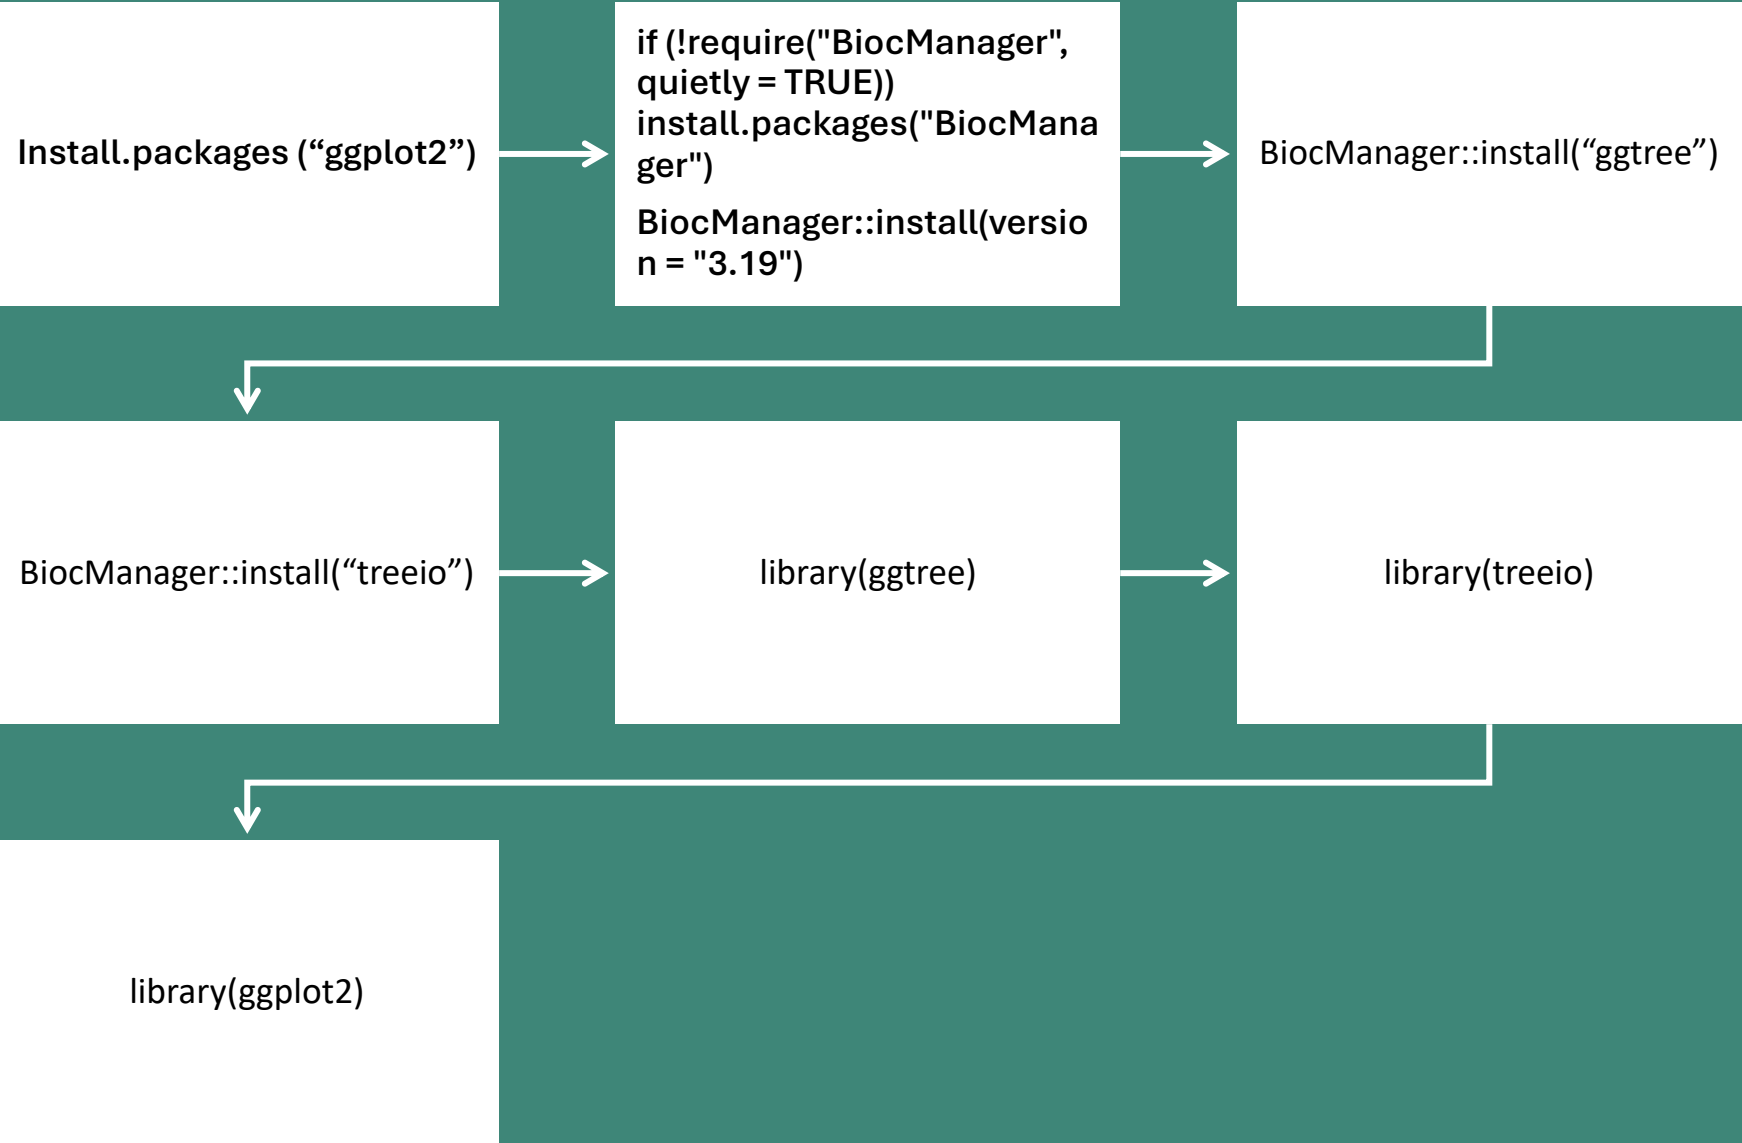 Install.packages (“ggplot2”)
if (!require("BiocManager",
quietly = TRUE))
install.packages("BiocMana
ger")
BiocManager::install(versio
n = "3.19")
BiocManager::install(“ggtree”)
BiocManager::install(“treeio”)
library(ggtree)
library(treeio)
library(ggplot2)